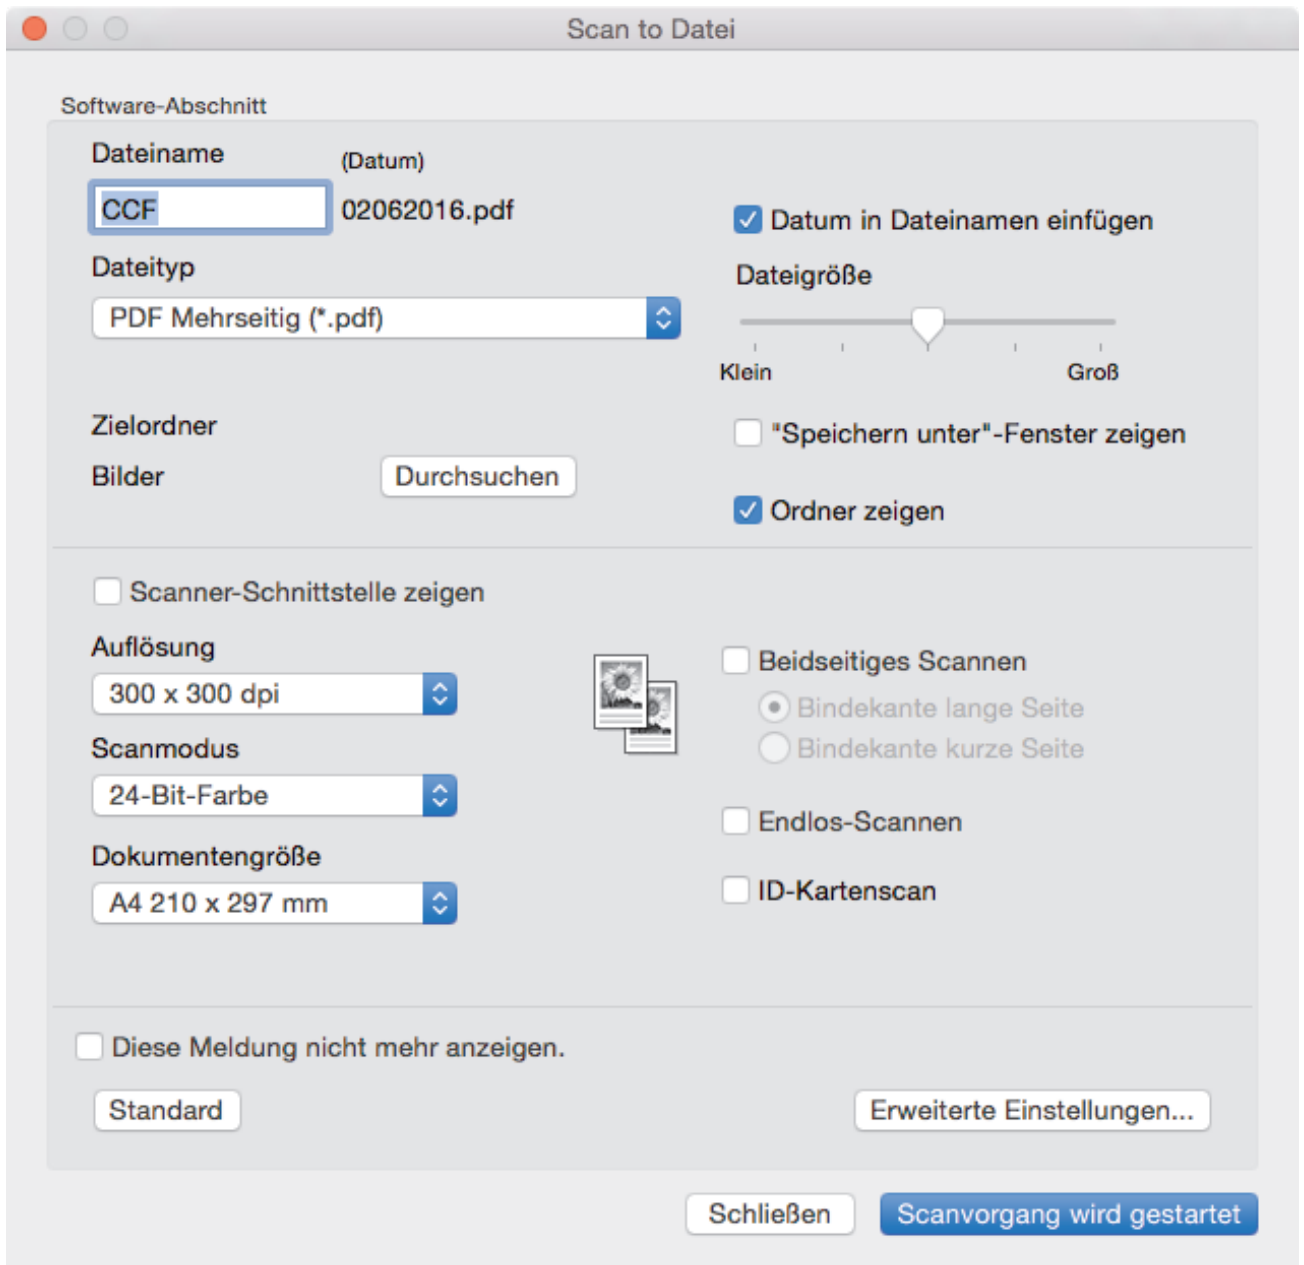 Scan to Datei
Software-Abschnitt
Dateiname
(Datum)
CCF
02062016.pdf
Datum in Dateinamen einfügen
Dateityp
Dateigröße
PDF Mehrseitig (*.pdf)
Klein
Groß
Zielordner
"Speichern unter"-Fenster zeigen
Bilder
Durchsuchen
Ordner zeigen
Scanner-Schnittstelle zeigen
Auflösung
Beidseitiges Scannen
300 x 300 dpi
Bindekante lange Seite
Scanmodus
Bindekante kurze Seite
24-Bit-Farbe
Endlos-Scannen
Dokumentengröße
ID-Kartenscan
A4 210 x 297 mm
Diese Meldung nicht mehr anzeigen.
Standard
Erweiterte Einstellungen...
Schließen
Scanvorgang wird gestartet